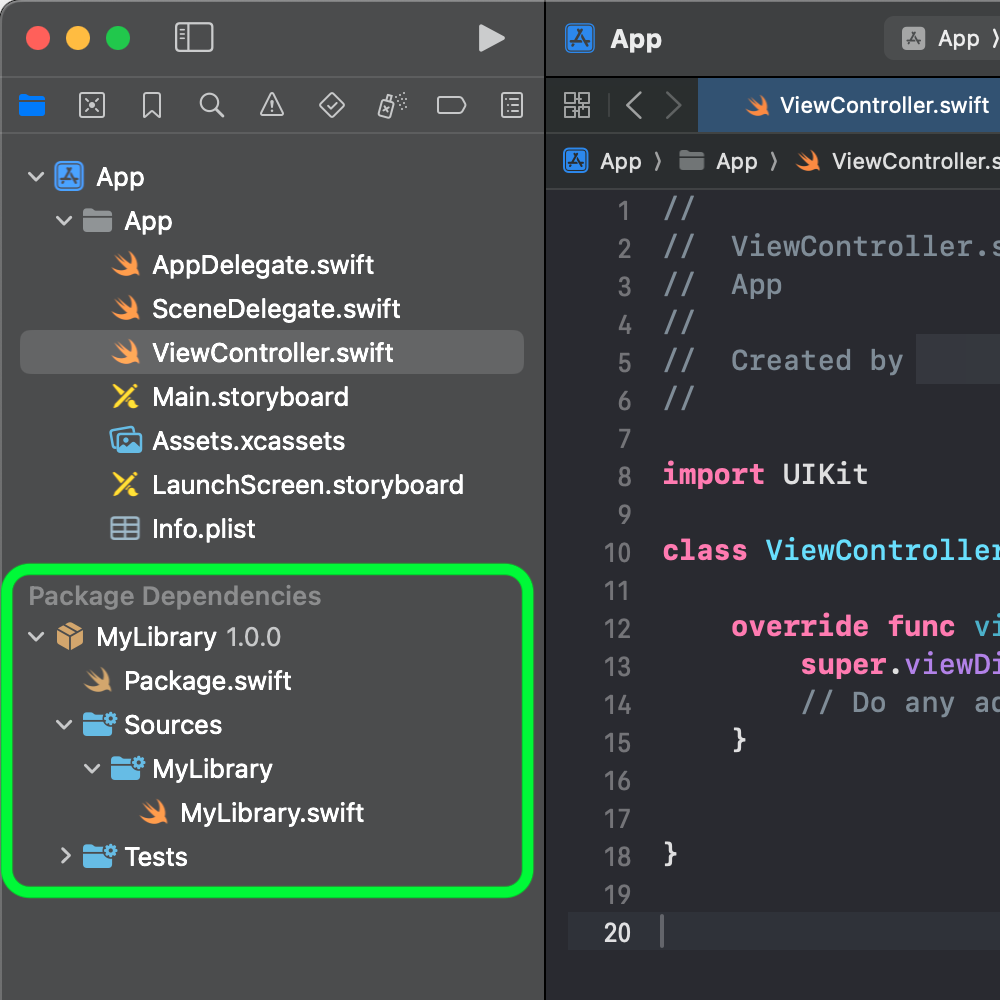 App
App
ViewController.swift
App
App
ViewController.s
App
App
AppDelegate.swift
SceneDelegate.swift
ViewController.swift
Main.storyboard
Assets.xcassets
LaunchScreen.storyboard
Info.plist
Package Dependencies
MyLibrary 1.0.0
Package.swift
Sources
MyLibrary
MyLibrary.swift
Tests
1 //
2 //  ViewController.s
3 //  App
4 //
5 //  Created by
6 //
7
8 import UIKit
9
10 class ViewController
11
12     override func vi
13         super.viewDi
14         // Do any ac
15     }
16
17
18 }
19
20